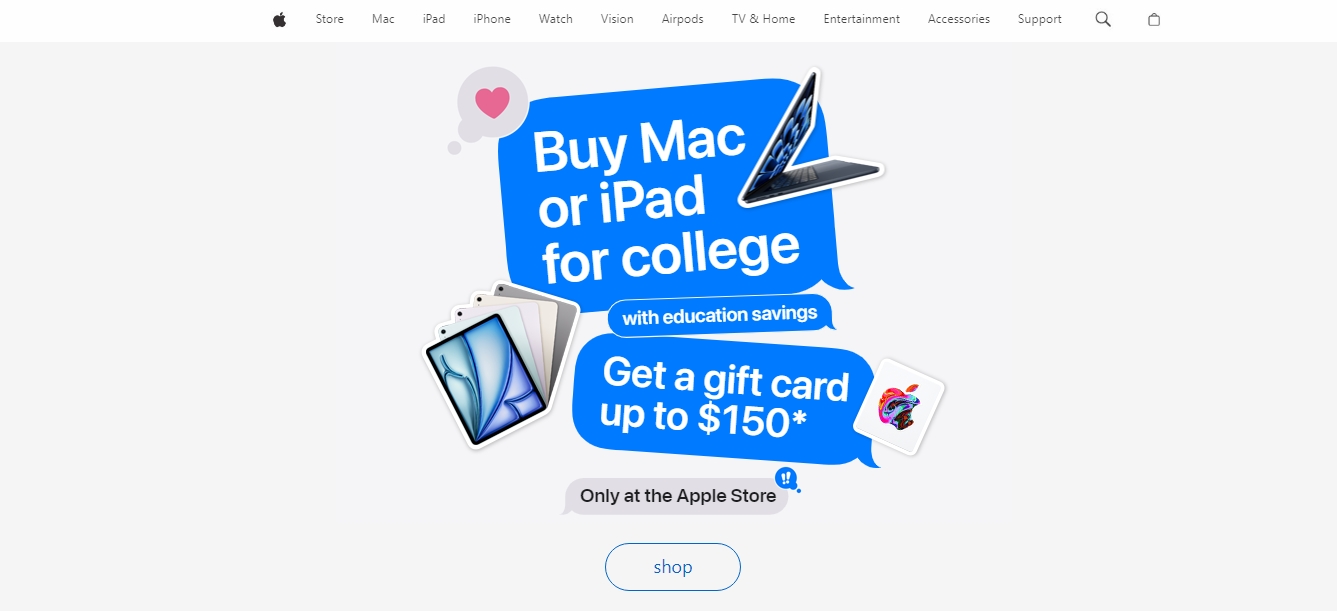 Store Mac iPad iPhone Watch Vision Airpods TV & Home Entertainment Accessories Support
Buy Mac
or iPad
for college
with education savings
Get a gift card
up to $150*
!!
Only at the Apple Store
shop